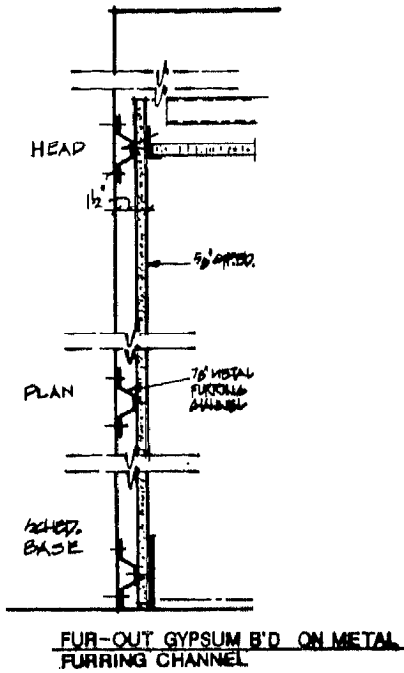 HEAD
1½"
5/8" GYP.BD.
7/8" METAL
FURRING
CHANNEL
PLAN
SCHED.
BASE
FUR-OUT GYPSUM B'D ON METAL
FURRING CHANNEL